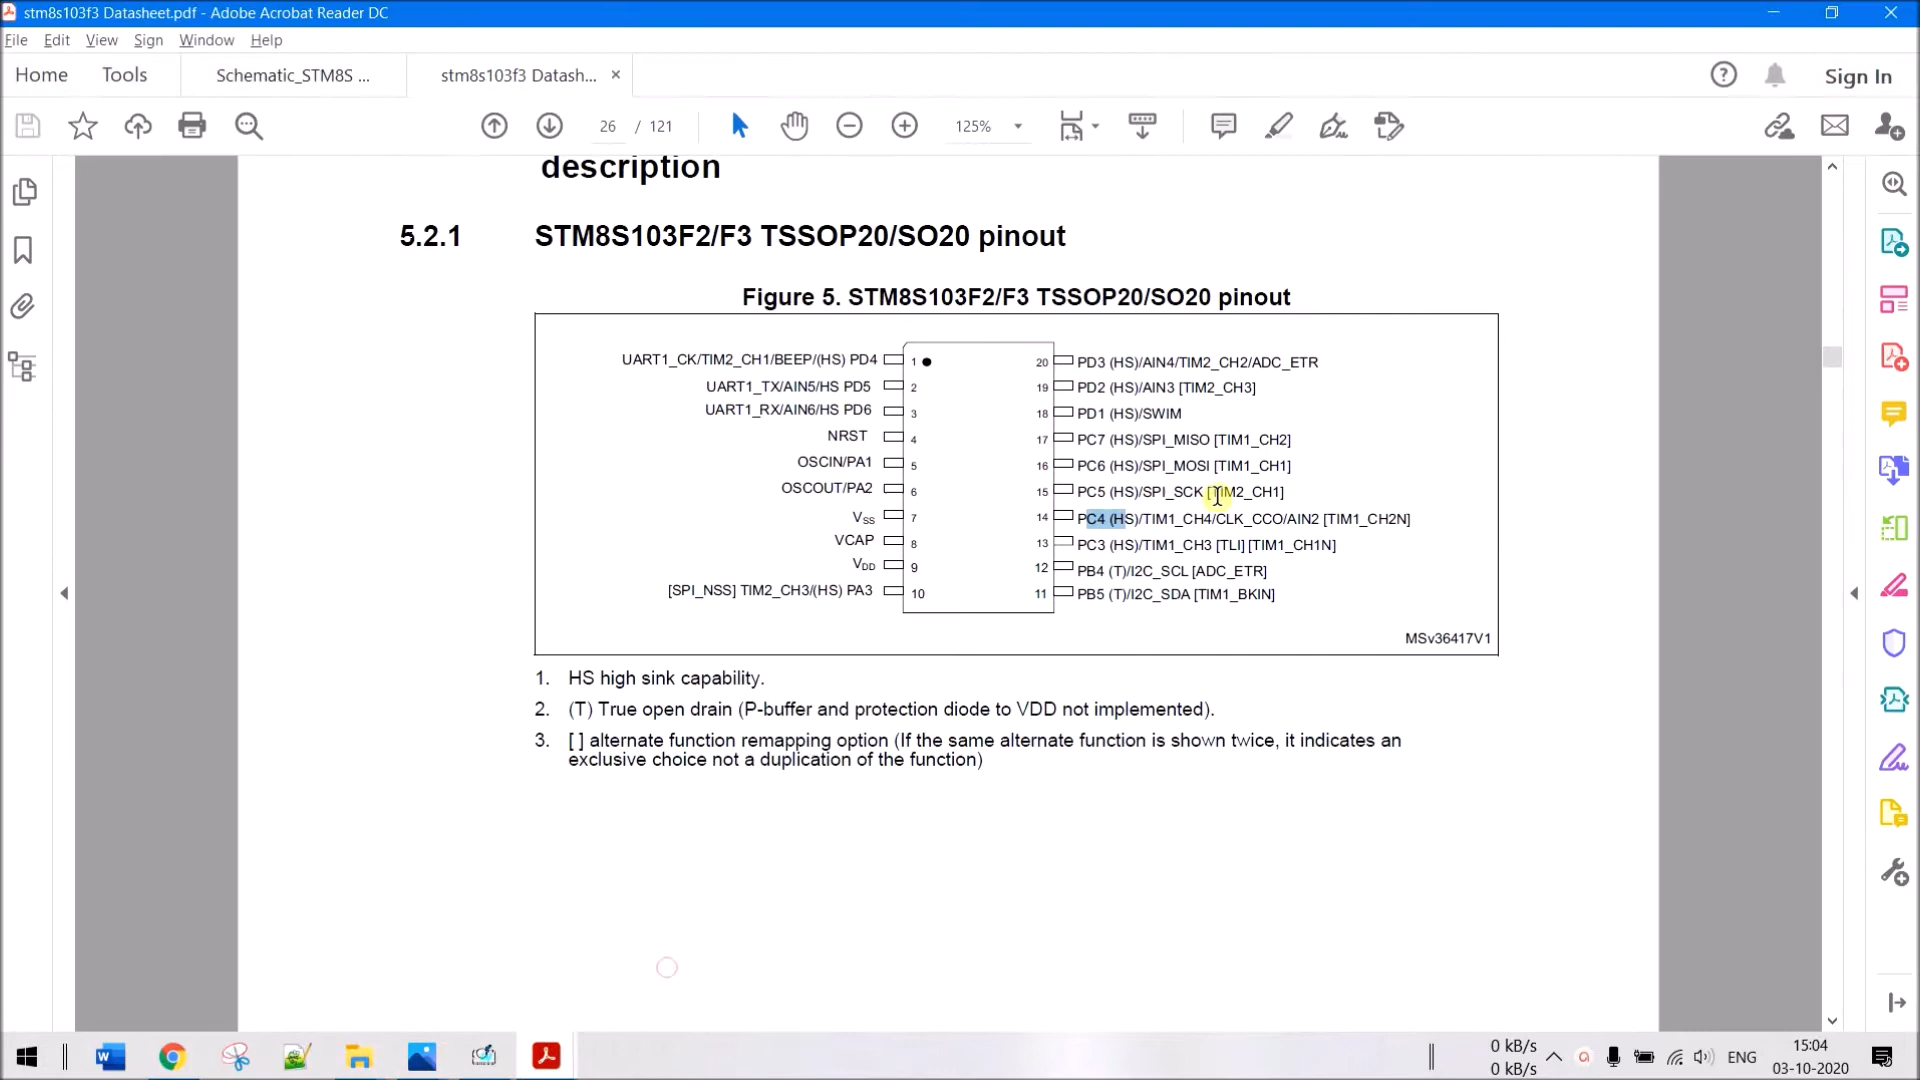 stm8s103f3 Datasheet.pdf - Adobe Acrobat Reader DC
File Edit View Sign Window Help
Home Tools Schematic_STM8S ... stm8s103f3 Datash... × Sign In
26 / 121 125%
description
5.2.1 STM8S103F2/F3 TSSOP20/SO20 pinout
Figure 5. STM8S103F2/F3 TSSOP20/SO20 pinout
UART1_CK/TIM2_CH1/BEEP/(HS) PD4 1 20 PD3 (HS)/AIN4/TIM2_CH2/ADC_ETR
UART1_TX/AIN5/HS PD5 2 19 PD2 (HS)/AIN3 [TIM2_CH3]
UART1_RX/AIN6/HS PD6 3 18 PD1 (HS)/SWIM
NRST 4 17 PC7 (HS)/SPI_MISO [TIM1_CH2]
OSCIN/PA1 5 16 PC6 (HS)/SPI_MOSI [TIM1_CH1]
OSCOUT/PA2 6 15 PC5 (HS)/SPI_SCK [TIM2_CH1]
VSS 7 14 PC4 (HS)/TIM1_CH4/CLK_CCO/AIN2 [TIM1_CH2N]
VCAP 8 13 PC3 (HS)/TIM1_CH3 [TLI] [TIM1_CH1N]
VDD 9 12 PB4 (T)/I2C_SCL [ADC_ETR]
[SPI_NSS] TIM2_CH3/(HS) PA3 10 11 PB5 (T)/I2C_SDA [TIM1_BKIN]
MSv36417V1
1. HS high sink capability.
2. (T) True open drain (P-buffer and protection diode to VDD not implemented).
3. [ ] alternate function remapping option (If the same alternate function is shown twice, it indicates an
exclusive choice not a duplication of the function)
0 kB/s
0 kB/s
ENG
15:04
03-10-2020